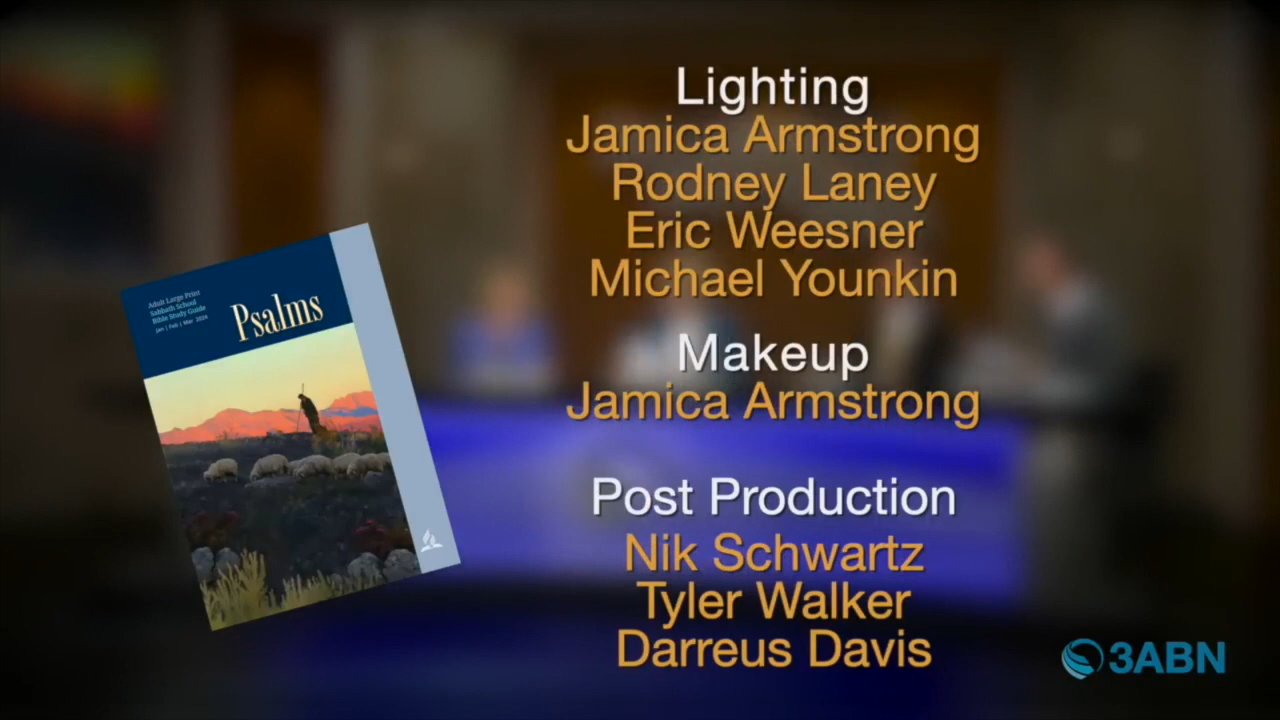 Lighting
Jamica Armstrong
Rodney Laney
Eric Weesner
Michael Younkin
Makeup
Jamica Armstrong
Post Production
Nik Schwartz
Tyler Walker
Darreus Davis
Adult Large Print
Sabbath School
Bible Study Guide
Jan | Feb | Mar 2024
Psalms
3ABN